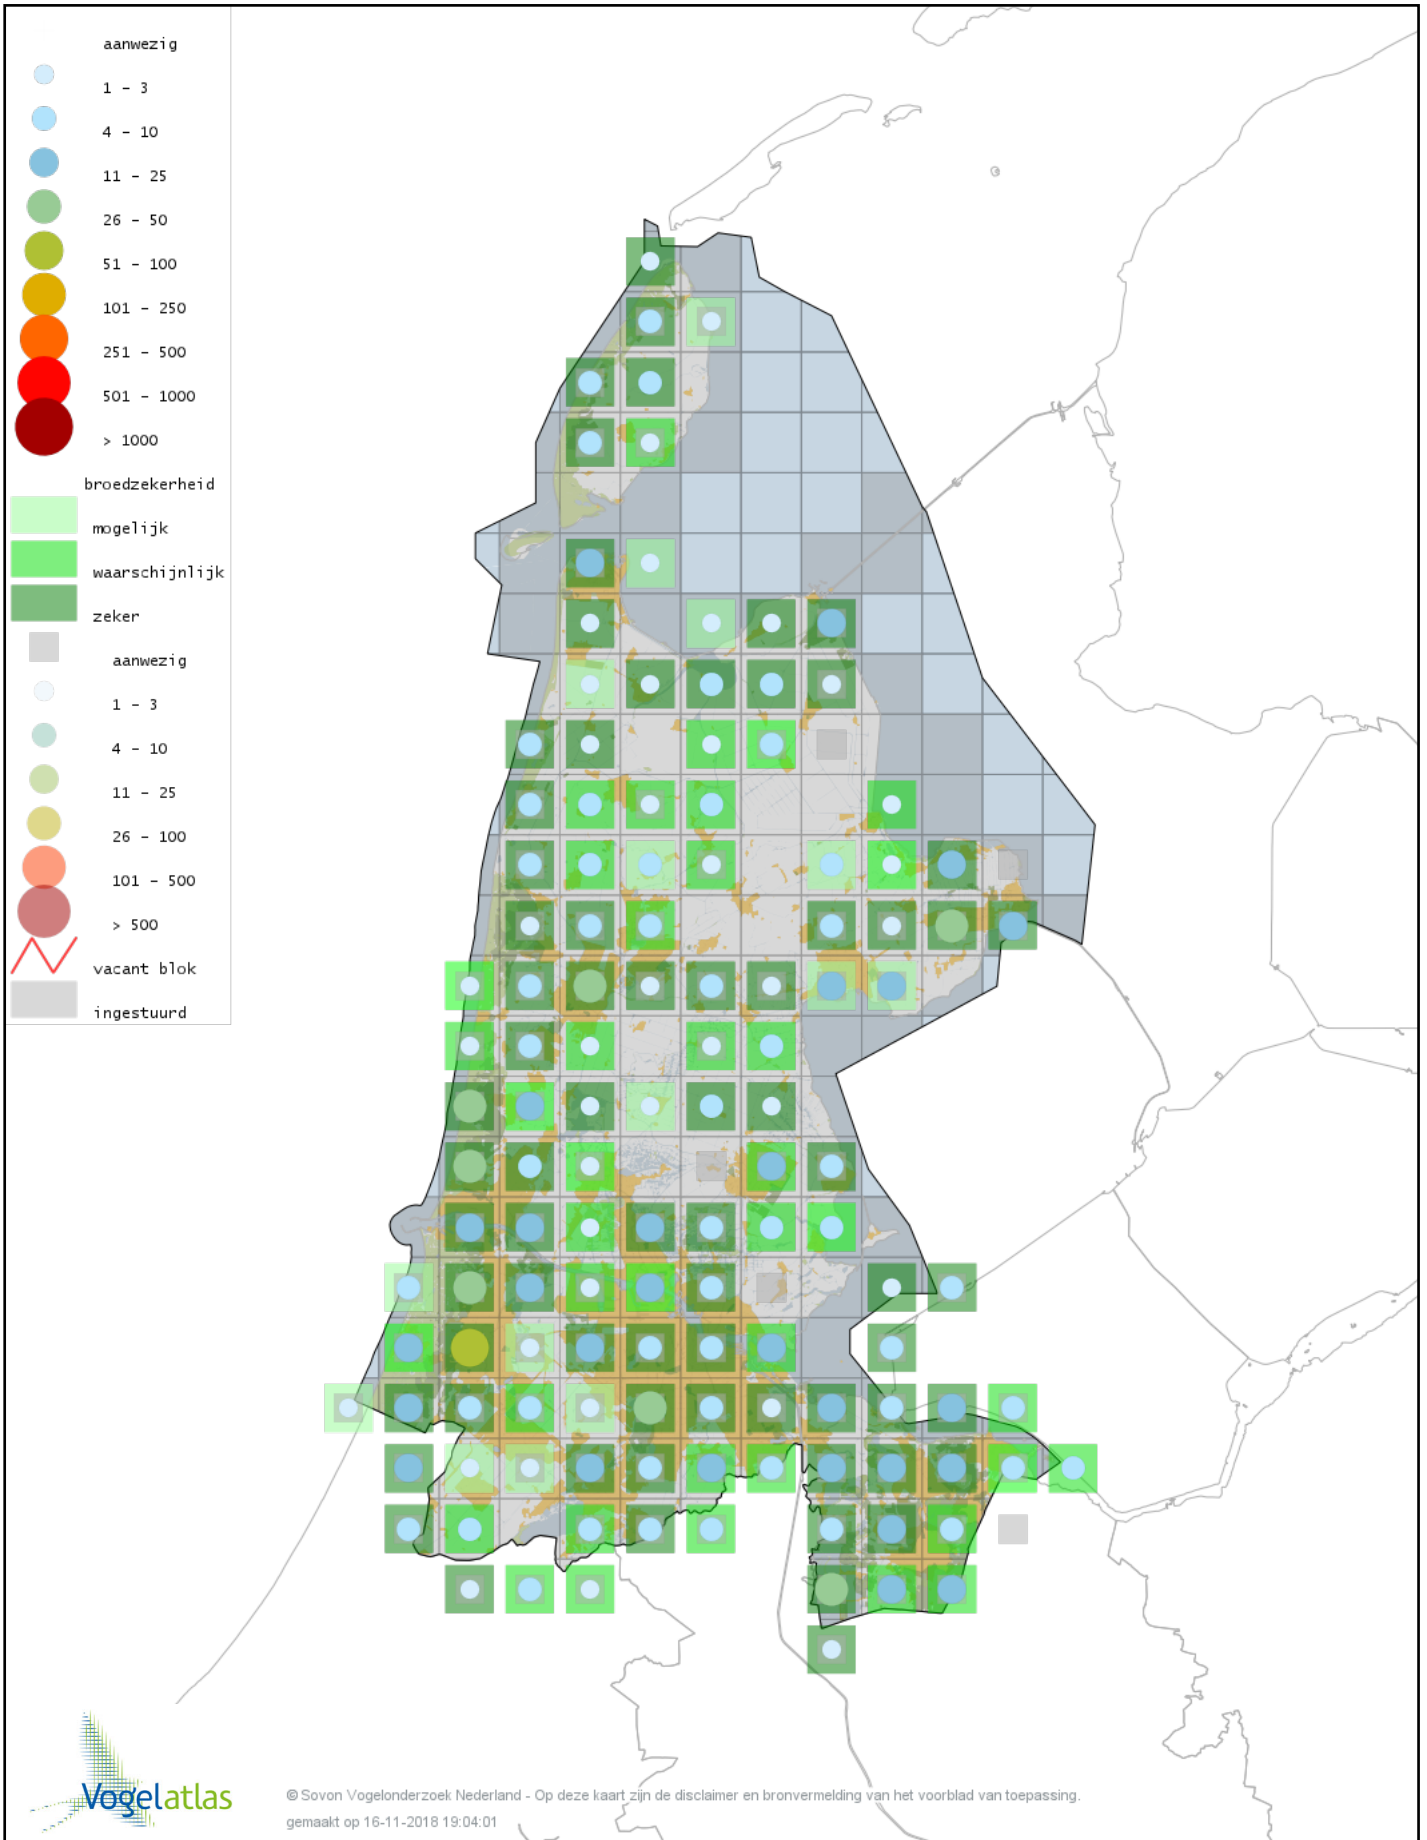 aanwezig
1 - 3
4 - 10
11 - 25
26 - 50
51 - 100
101 - 250
251 - 500
501 - 1000
> 1000
broedzekerheid
mogelijk
waarschijnlijk
zeker
aanwezig
1 - 3
4 - 10
11 - 25
26 - 100
101 - 500
> 500
vacant blok
ingestuurd
Vogelatlas
© Sovon Vogelonderzoek Nederland - Op deze kaart zijn de disclaimer en bronvermelding van het voorblad van toepassing.
gemaakt op 16-11-2018 19:04:01